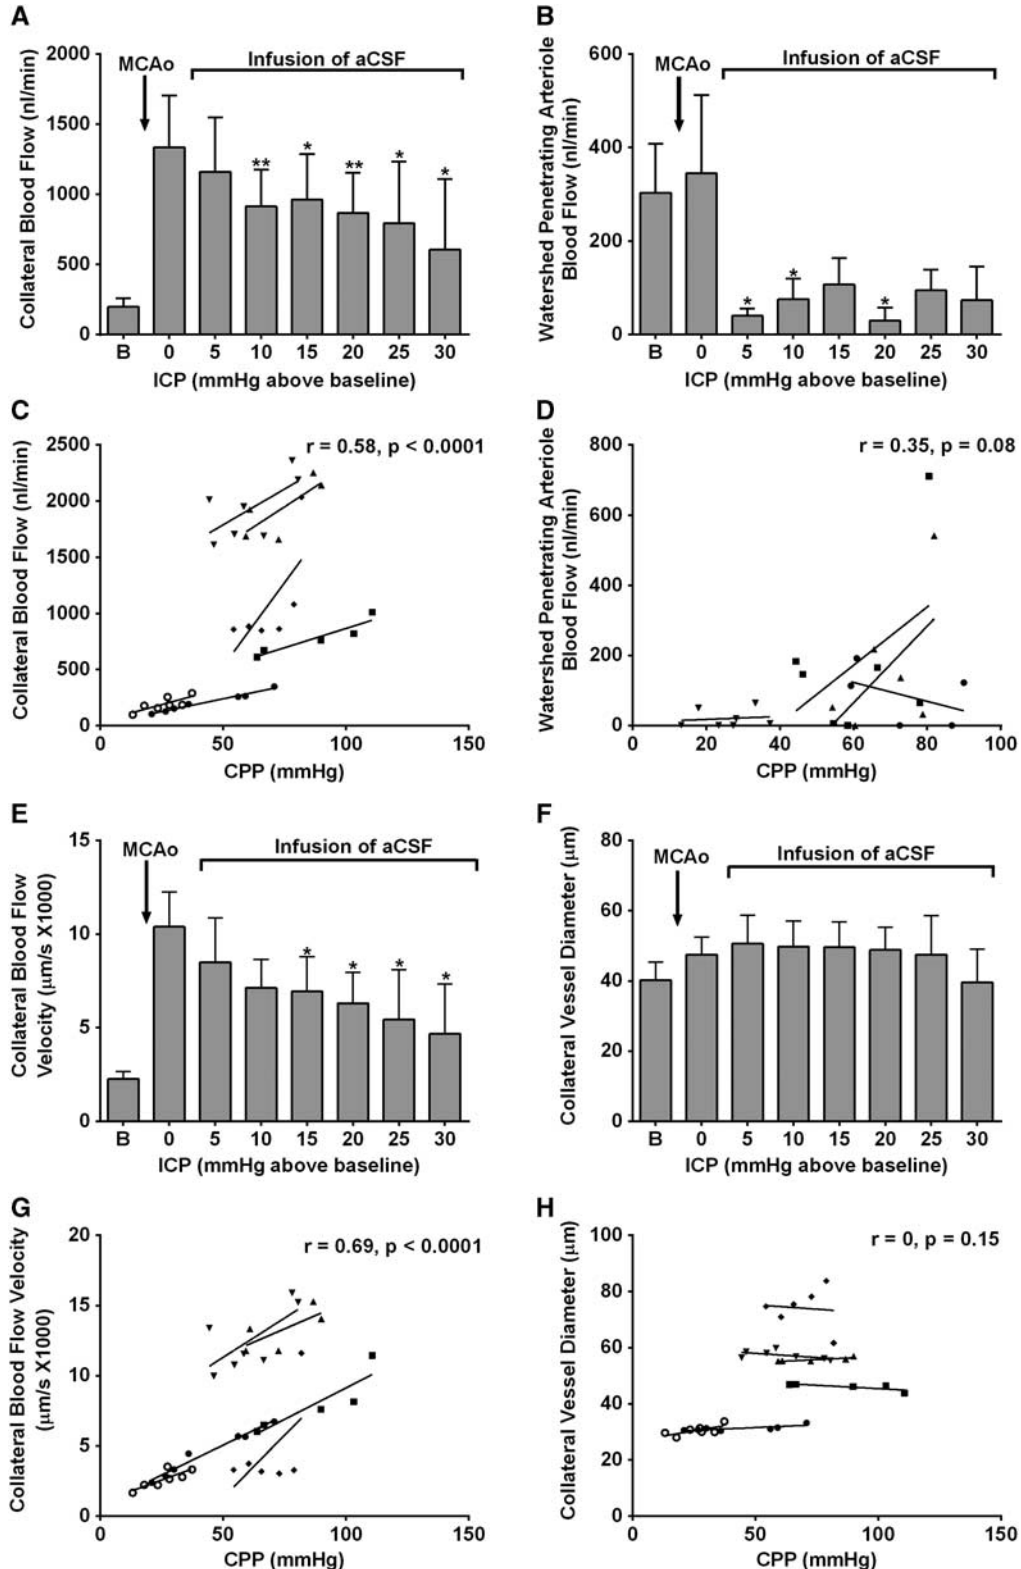 A
Collateral Blood Flow (nl/min)
2000
1500
1000
500
0
MCAo
Infusion of aCSF
** * ** * *
B 0 5 10 15 20 25 30
ICP (mmHg above baseline)
B
Watershed Penetrating Arteriole
Blood Flow (nl/min)
600
400
200
0
MCAo
Infusion of aCSF
* * *
B 0 5 10 15 20 25 30
ICP (mmHg above baseline)
C
Collateral Blood Flow (nl/min)
2500
2000
1500
1000
500
0
r = 0.58, p < 0.0001
0 50 100 150
CPP (mmHg)
D
Watershed Penetrating Arteriole
Blood Flow (nl/min)
800
600
400
200
0
r = 0.35, p = 0.08
0 20 40 60 80 100
CPP (mmHg)
E
Collateral Blood Flow
Velocity (μm/s X1000)
15
10
5
0
MCAo
Infusion of aCSF
* * * *
B 0 5 10 15 20 25 30
ICP (mmHg above baseline)
F
Collateral Vessel Diameter (μm)
80
60
40
20
0
MCAo
Infusion of aCSF
B 0 5 10 15 20 25 30
ICP (mmHg above baseline)
G
Collateral Blood Flow Velocity
(μm/s X1000)
20
15
10
5
0
r = 0.69, p < 0.0001
0 50 100 150
CPP (mmHg)
H
Collateral Vessel Diameter (μm)
100
80
60
40
20
0
r = 0, p = 0.15
0 50 100 150
CPP (mmHg)